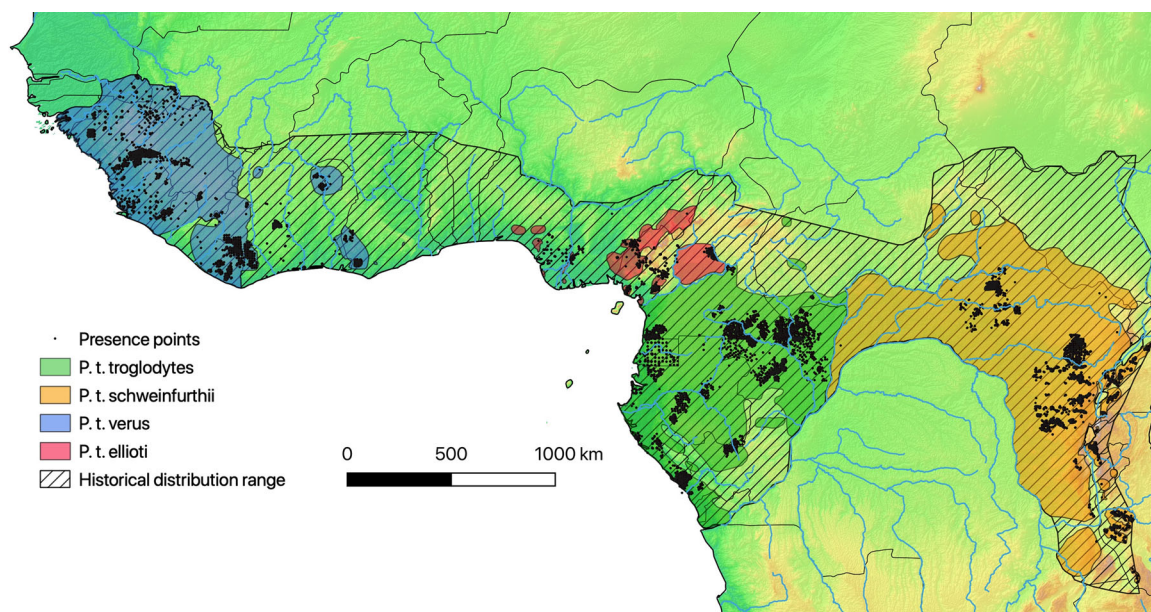 Presence points
P. t. troglodytes
P. t. schweinfurthii
P. t. verus
P. t. ellioti
Historical distribution range
0 500 1000 km